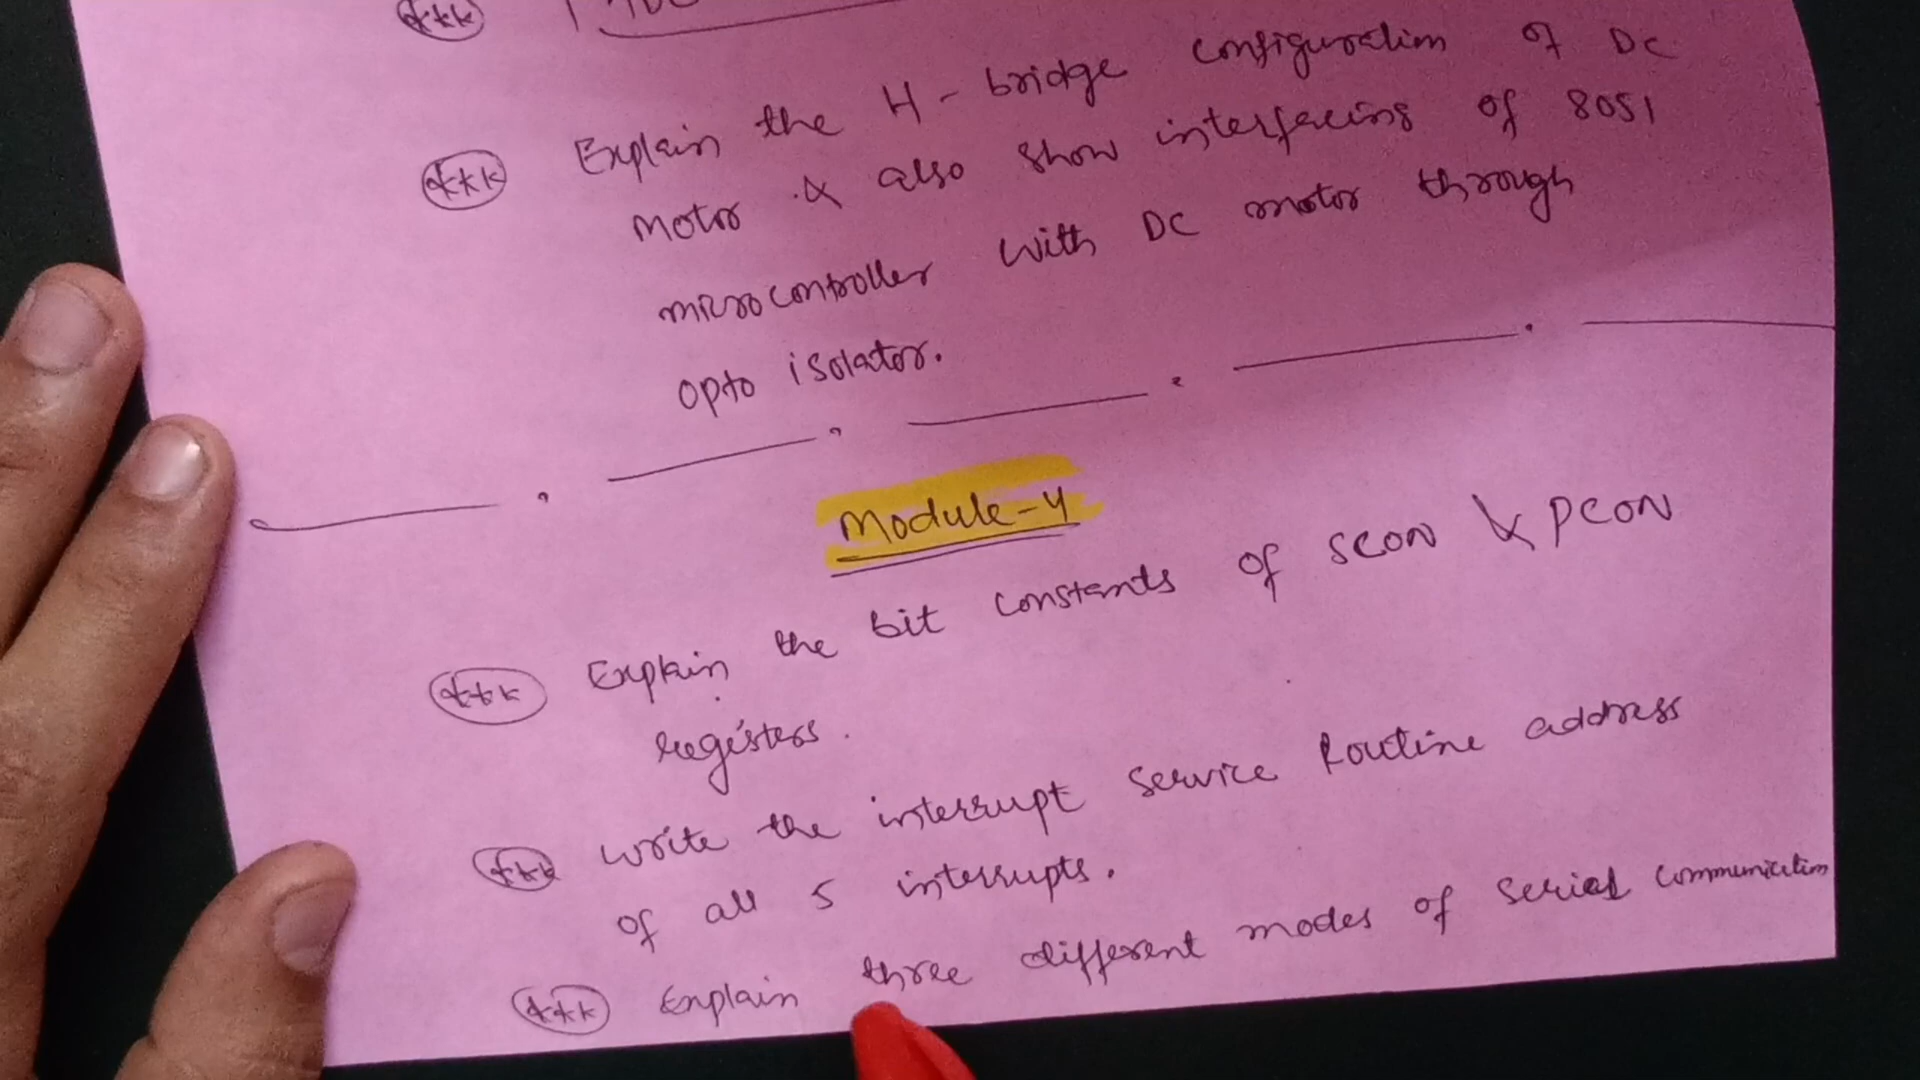 ***
*** Explain the H-bridge configuration of DC
motor & also show interfacing of 8051
microcontroller with DC motor through
opto isolator.
Module-4
*** Explain the bit constants of SCON & PCON
registers.
*** Write the interrupt service Routine address
of all 5 interrupts.
*** Explain three different modes of serial communication